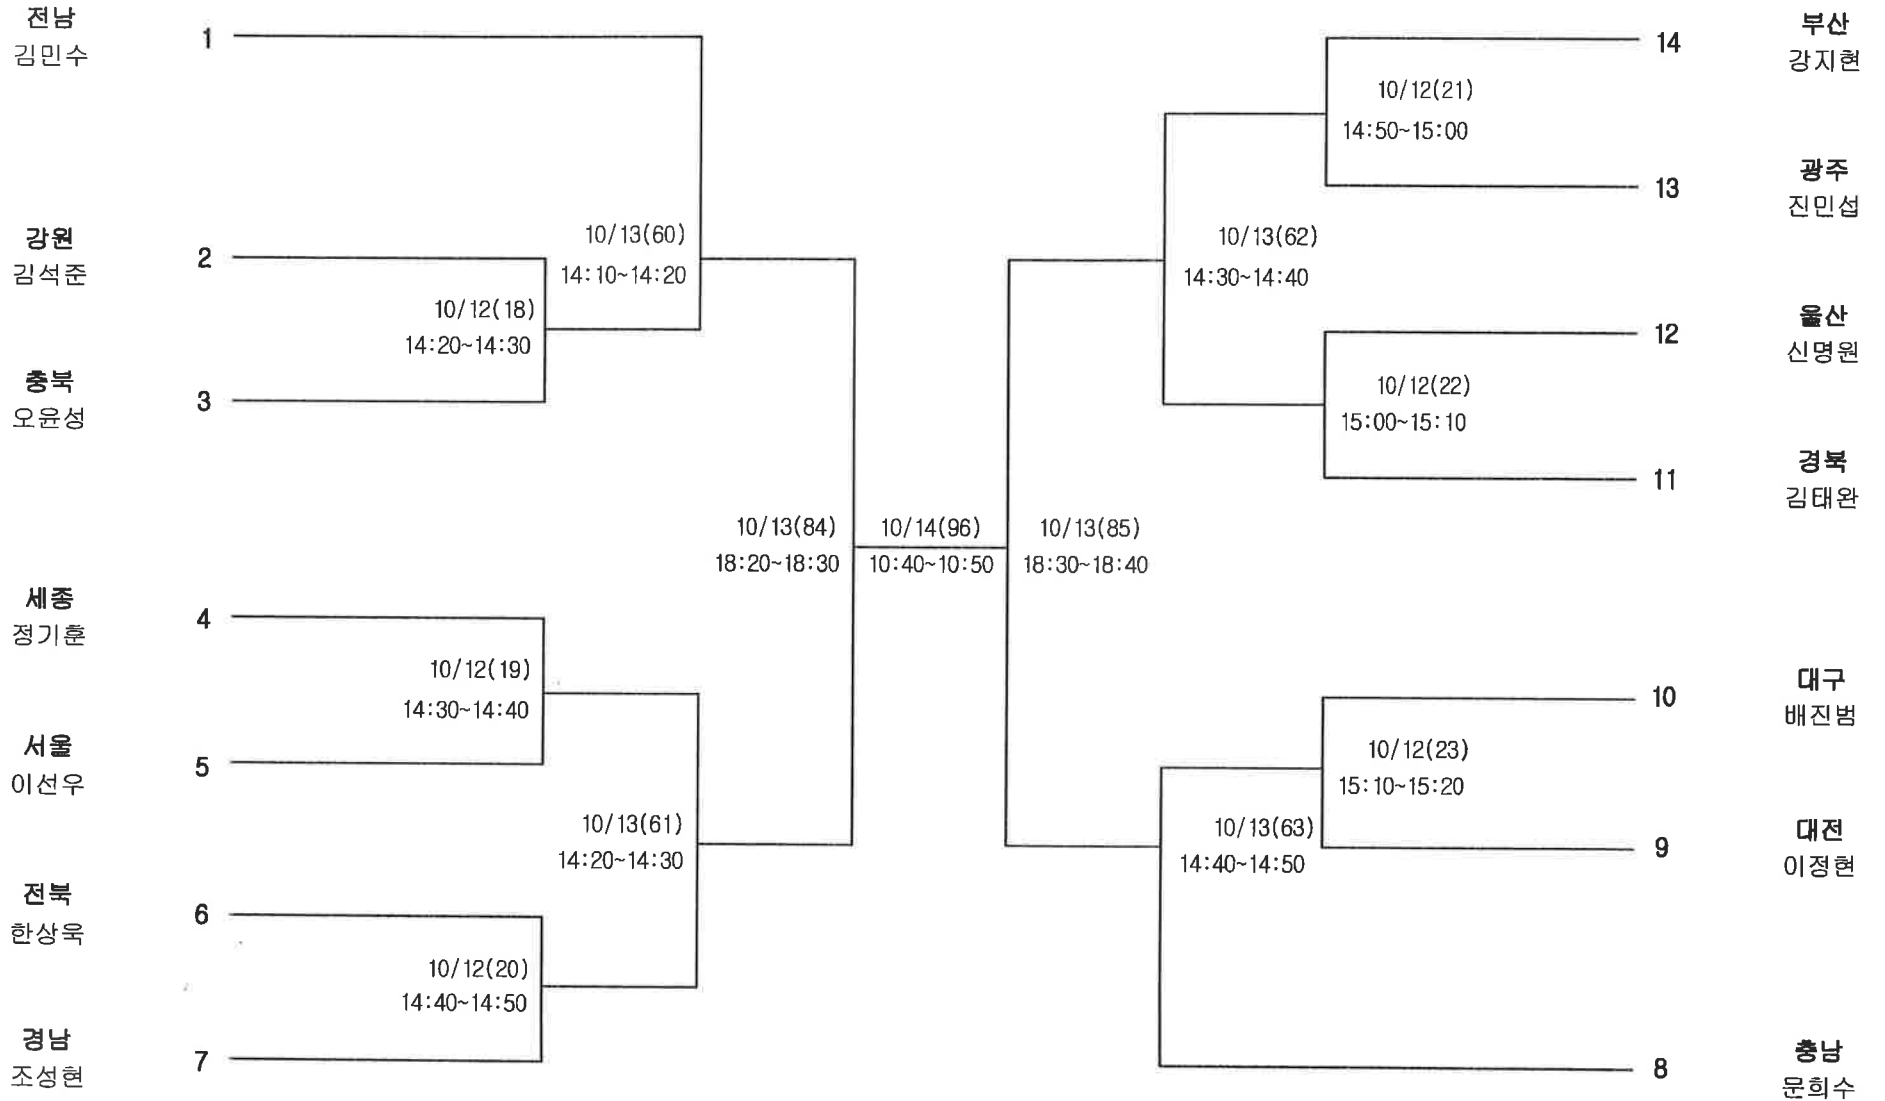 전남
김민수
1
강원
김석준
2
충북
오윤성
3
세종
정기훈
4
서울
이선우
5
전북
한상욱
6
경남
조성현
7
10/12(18)
14:20~14:30
10/12(19)
14:30~14:40
10/12(20)
14:40~14:50
10/13(60)
14:10~14:20
10/13(61)
14:20~14:30
10/13(84)
18:20~18:30
10/14(96)
10:40~10:50
10/13(85)
18:30~18:40
10/13(62)
14:30~14:40
10/13(63)
14:40~14:50
10/12(21)
14:50~15:00
10/12(22)
15:00~15:10
10/12(23)
15:10~15:20
14
부산
강지현
13
광주
진민섭
12
울산
신명원
11
경북
김태완
10
대구
배진범
9
대전
이정현
8
충남
문희수